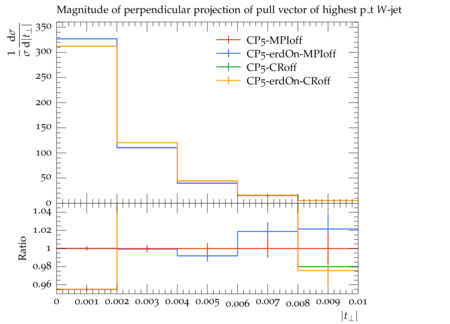 Magnitude of perpendicular projection of pull vector of highest p_t W-jet
1/σ dσ/d|t⊥|
350
300
250
200
150
100
50
0
CP5-MPIoff
CP5-erdOn-MPIoff
CP5-CRoff
CP5-erdOn-CRoff
Ratio
1.04
1.02
1
0.98
0.96
0 0.001 0.002 0.003 0.004 0.005 0.006 0.007 0.008 0.009 0.01
|t⊥|